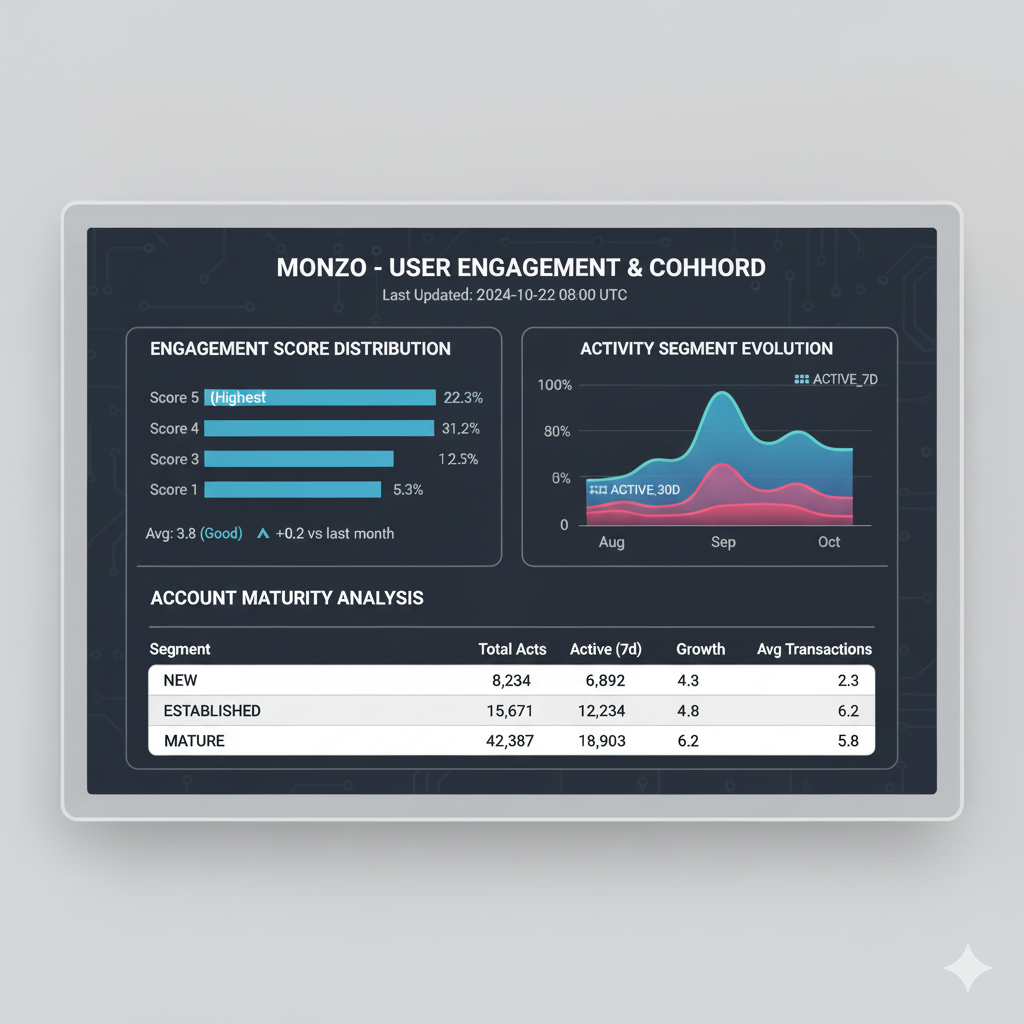 MONZO - USER ENGAGEMENT & COHHORD
Last Updated: 2024-10-22 08:00 UTC
ENGAGEMENT SCORE DISTRIBUTION
Score 5 (Highest 22.3%
Score 4 31,2%
Score 3 12.5%
Score 1 5.3%
Avg: 3.8 (Good) +0.2 vs last month
ACTIVITY SEGMENT EVOLUTION
ACTIVE_7D
100%
80%
6%
ACTIVE_30D
0
Aug Sep Oct
ACCOUNT MATURITY ANALYSIS
Segment Total Acts Active (7d) Growth Avg Transactions
NEW 8,234 6,892 4.3 2.3
ESTABLISHED 15,671 12,234 4.8 6.2
MATURE 42,387 18,903 6.2 5.8